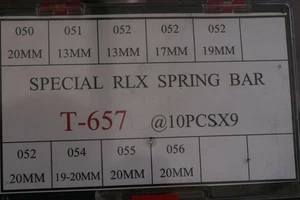 050 051 052 052 052
20MM 13MM 13MM 17MM 19MM
SPECIAL RLX SPRING BAR
T-657 @10PCSX9
052 054 055 056
20MM 19-20MM 20MM 20MM